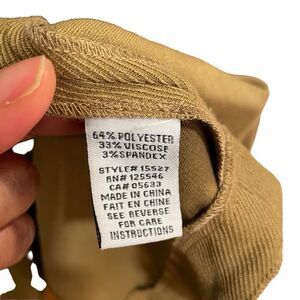 64% POLYESTER
33% VISCOSE
3% SPANDEX
STYLE# 15527
RN# 125546
CA# 05633
MADE IN CHINA
FAIT EN CHINE
SEE REVERSE
FOR CARE
INSTRUCTIONS